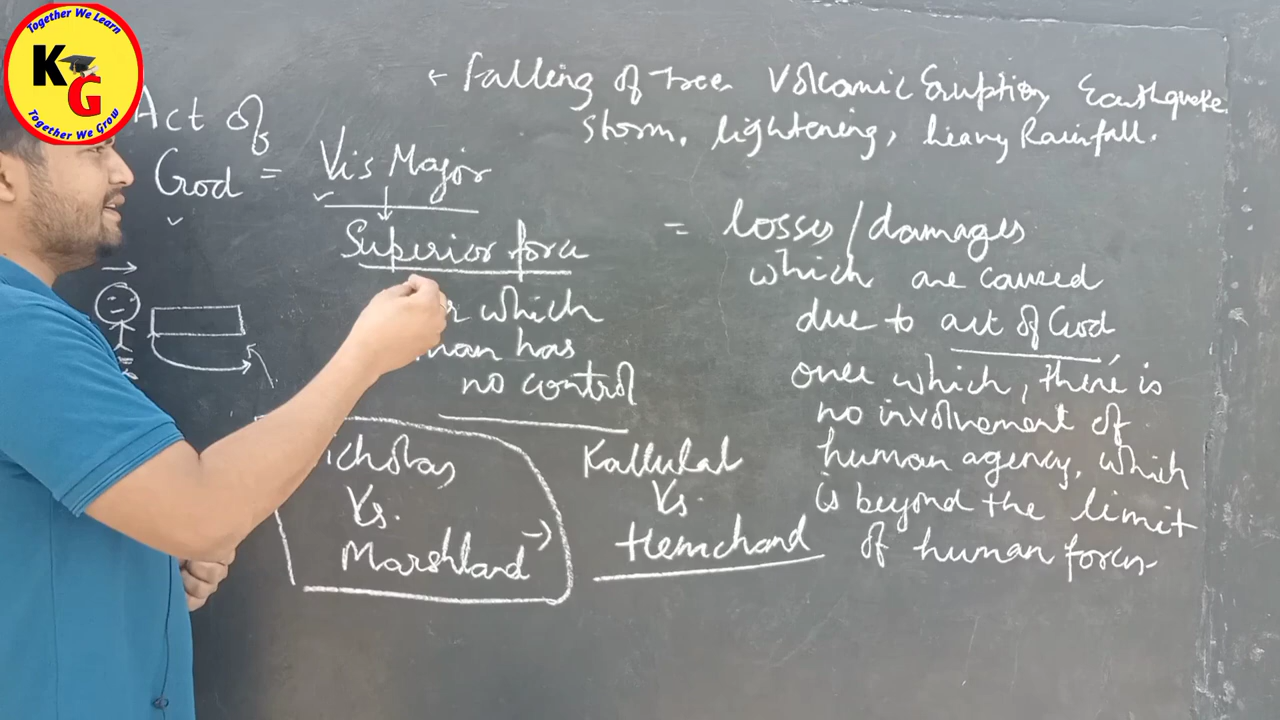 Together We Learn
K
G
Together We Grow
Act of
God = Vis Major
Superior force
which
man has
no control
Vs.
Marshland
Kallulal
Vs.
Hemchand
Falling of tree Volcanic Eruption, Earthquake
Storm, lightening, heavy Rainfall.
= losses/damages
which are caused
due to act of God
over which, there is
no involvement of
human agency, which
is beyond the limit
of human forces